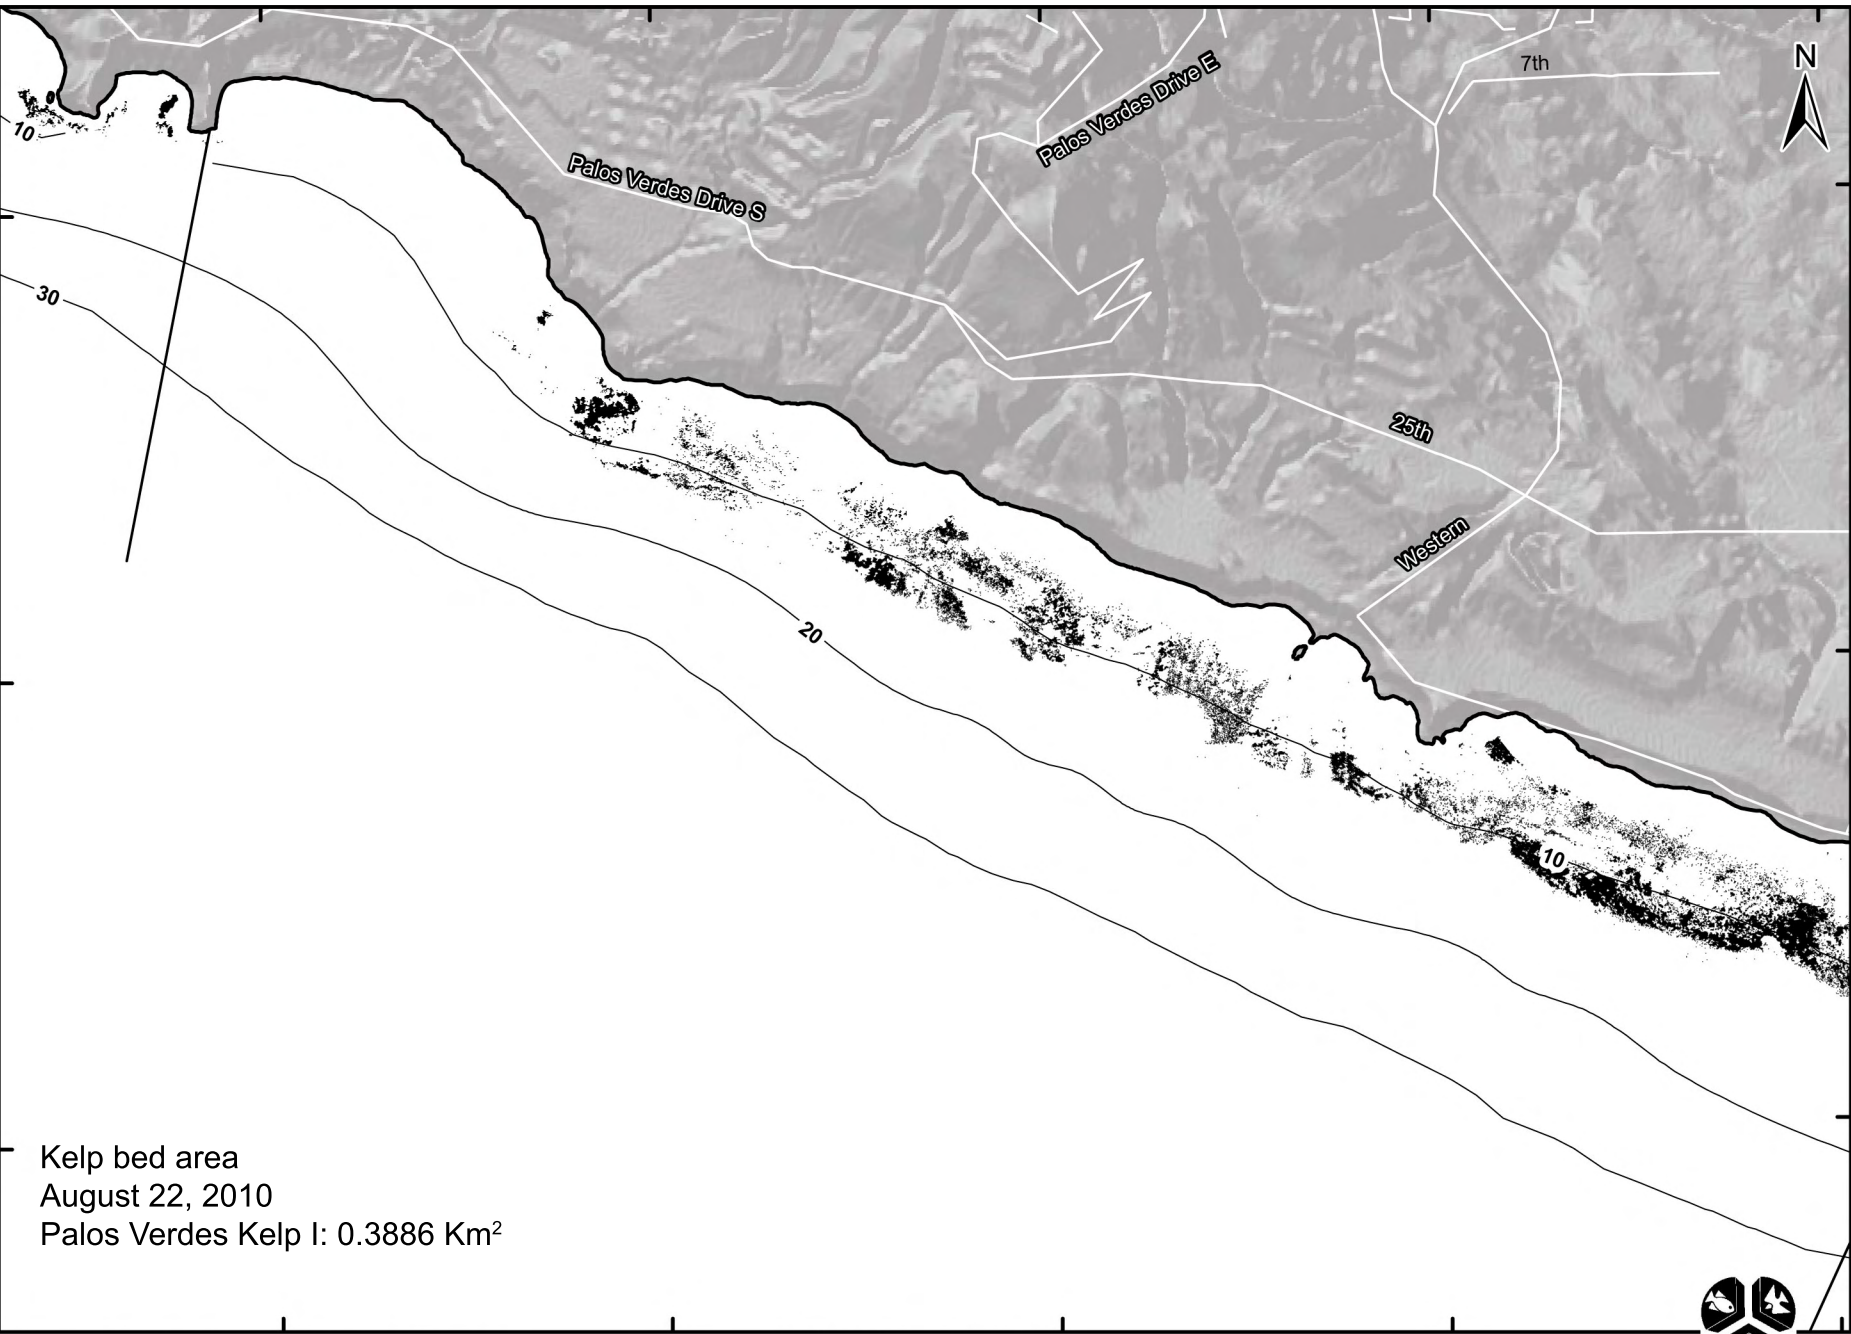 N
7th
Palos Verdes Drive E
10
Palos Verdes Drive S
30
25th
Western
20
10
Kelp bed area
August 22, 2010
Palos Verdes Kelp I: 0.3886 Km²